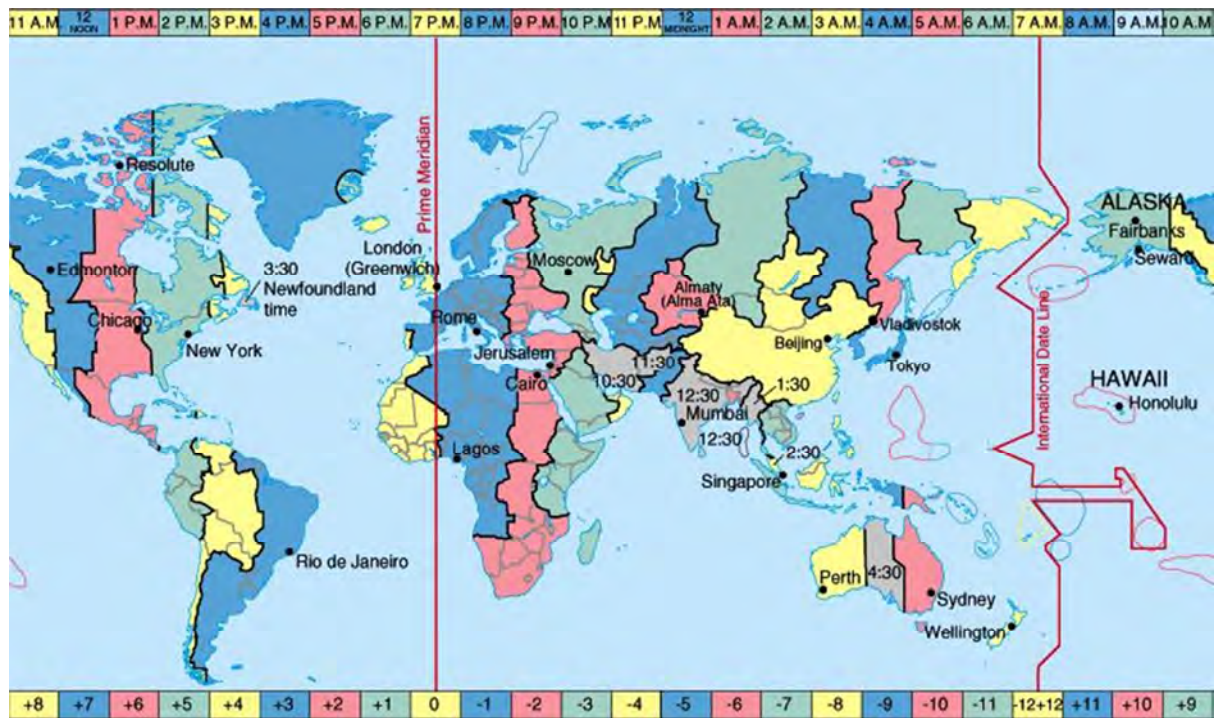 11 A.M. 12 NOON 1 P.M. 2 P.M. 3 P.M. 4 P.M. 5 P.M. 6 P.M. 7 P.M. 8 P.M. 9 P.M. 10 P.M. 11 P.M. 12 MIDNIGHT 1 A.M. 2 A.M. 3 A.M. 4 A.M. 5 A.M. 6 A.M. 7 A.M. 8 A.M. 9 A.M. 10 A.M.
Prime Meridian
Resolute
ALASKA
Fairbanks
Seward
London
(Greenwich)
Moscow
Edmonton
3:30
Newfoundland
time
Almaty
(Alma Ata)
Chicago
New York
Rome
Vladivostok
Beijing
Tokyo
Jerusalem
Cairo
11:30
10:30
12:30
1:30
Mumbai
12:30
HAWAII
Honolulu
International Date Line
Lagos
2:30
Singapore
Rio de Janeiro
Perth
4:30
Sydney
Wellington
+8 +7 +6 +5 +4 +3 +2 +1 0 -1 -2 -3 -4 -5 -6 -7 -8 -9 -10 -11 -12+12 +11 +10 +9